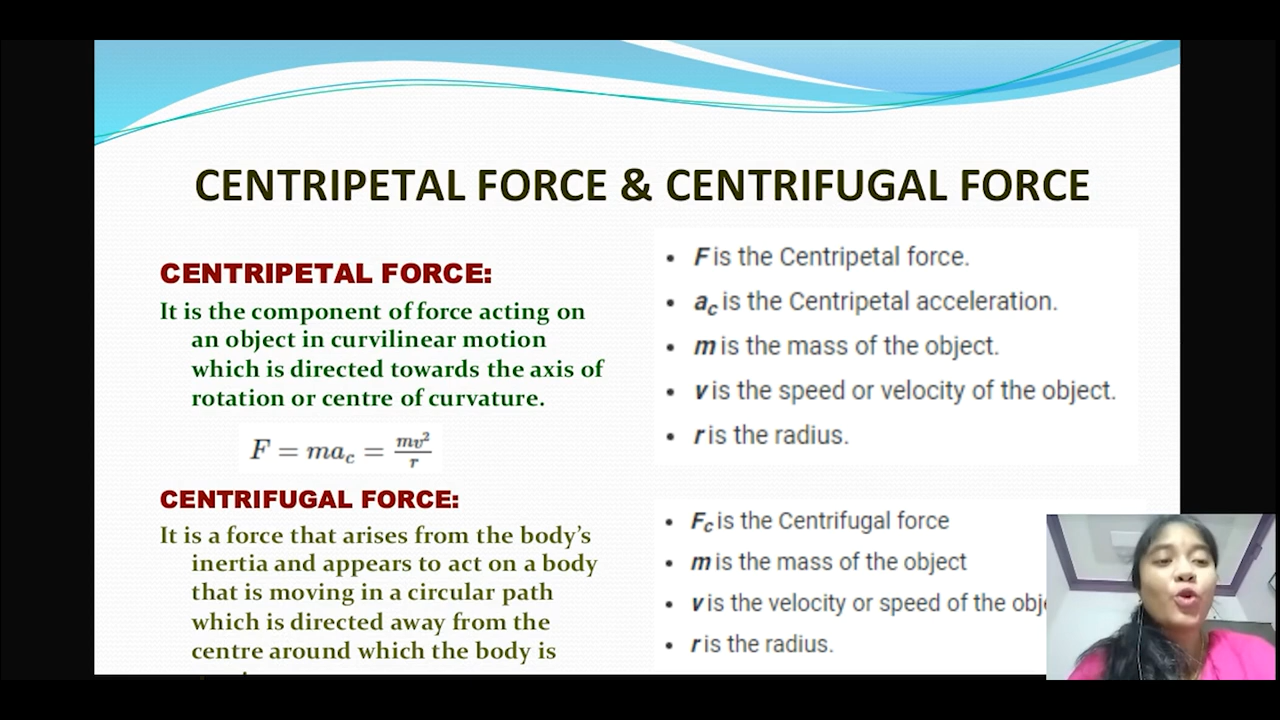 CENTRIPETAL FORCE & CENTRIFUGAL FORCE
CENTRIPETAL FORCE:
It is the component of force acting on
an object in curvilinear motion
which is directed towards the axis of
rotation or centre of curvature.
F = ma_c = mv²/r
CENTRIFUGAL FORCE:
It is a force that arises from the body's
inertia and appears to act on a body
that is moving in a circular path
which is directed away from the
centre around which the body is
• F is the Centripetal force.
• a_c is the Centripetal acceleration.
• m is the mass of the object.
• v is the speed or velocity of the object.
• r is the radius.
• F_c is the Centrifugal force
• m is the mass of the object
• v is the velocity or speed of the obje
• r is the radius.